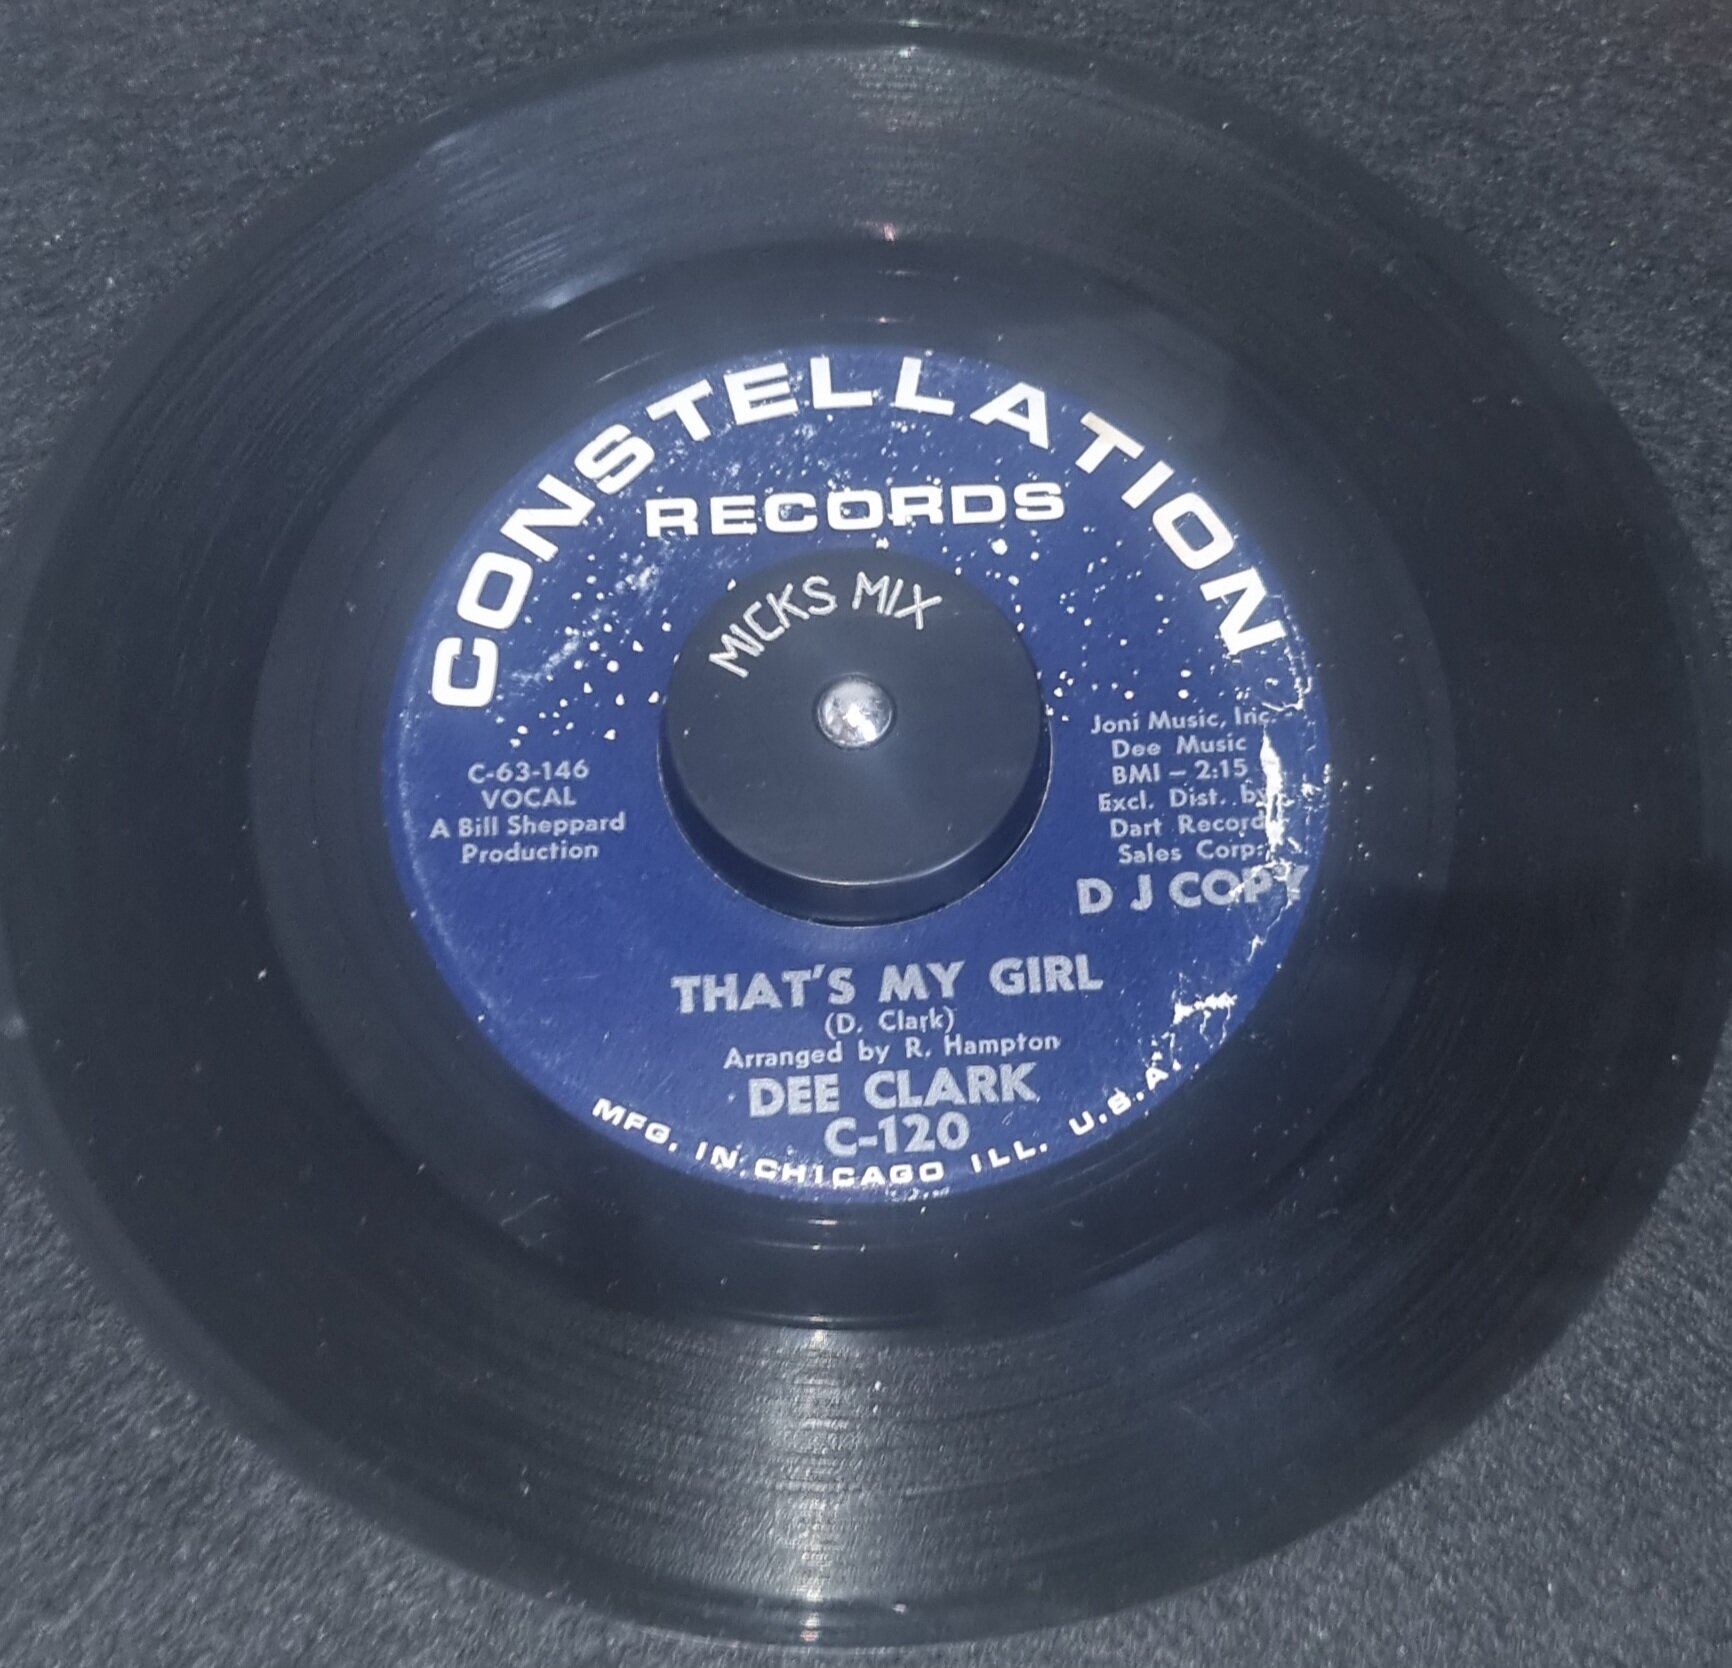 CONSTELLATION
RECORDS
MICKS MIX
C-63-146
VOCAL
A Bill Sheppard
Production
Joni Music, Inc.
Dee Music
BMI - 2:15
Excl. Dist. by
Dart Record
Sales Corp.
D J COPY
THAT'S MY GIRL
(D. Clark)
Arranged by R. Hampton
DEE CLARK
C-120
MFG. IN CHICAGO ILL. U.S.A.